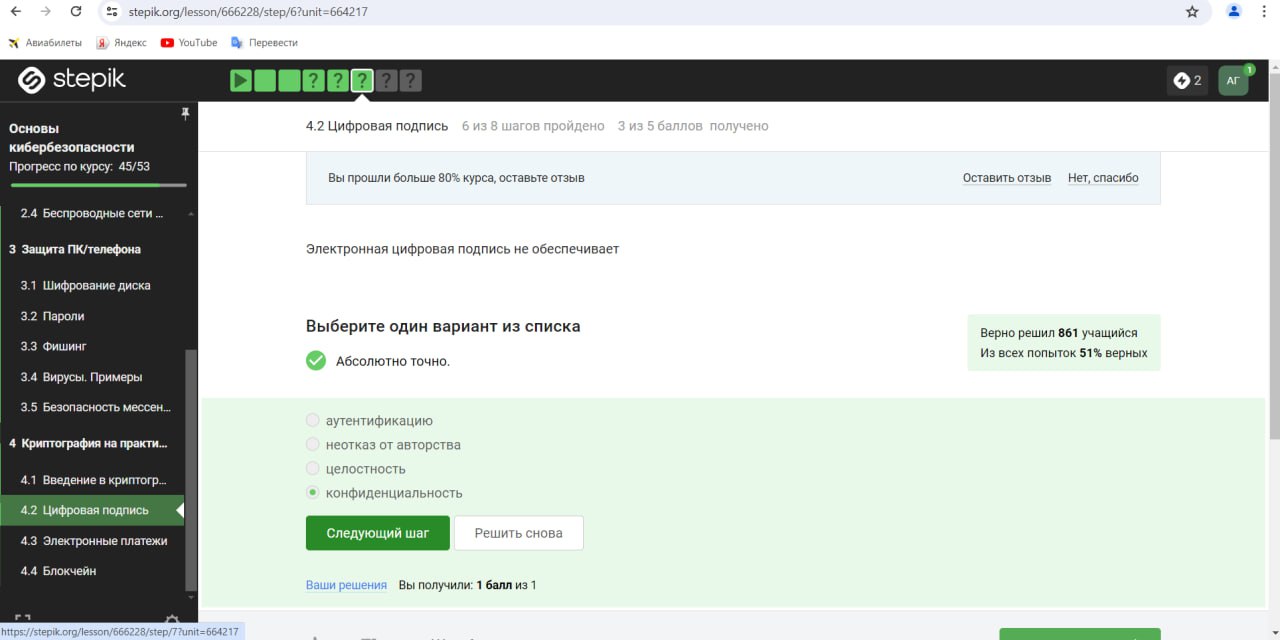 stepik.org/lesson/666228/step/6?unit=664217
Авиабилеты Яндекс YouTube Перевести
stepik
? ? ? ? ?
2
АГ
1
Основы
кибербезопасности
Прогресс по курсу: 45/53
2.4 Беспроводные сети ...
3 Защита ПК/телефона
3.1 Шифрование диска
3.2 Пароли
3.3 Фишинг
3.4 Вирусы. Примеры
3.5 Безопасность мессен...
4 Криптография на практи...
4.1 Введение в криптогр...
4.2 Цифровая подпись
4.3 Электронные платежи
4.4 Блокчейн
4.2 Цифровая подпись 6 из 8 шагов пройдено 3 из 5 баллов получено
Вы прошли больше 80% курса, оставьте отзыв Оставить отзыв Нет, спасибо
Электронная цифровая подпись не обеспечивает
Выберите один вариант из списка
Абсолютно точно.
Верно решил 861 учащийся
Из всех попыток 51% верных
аутентификацию
неотказ от авторства
целостность
конфиденциальность
Следующий шаг Решить снова
Ваши решения Вы получили: 1 балл из 1
https://stepik.org/lesson/666228/step/7?unit=664217